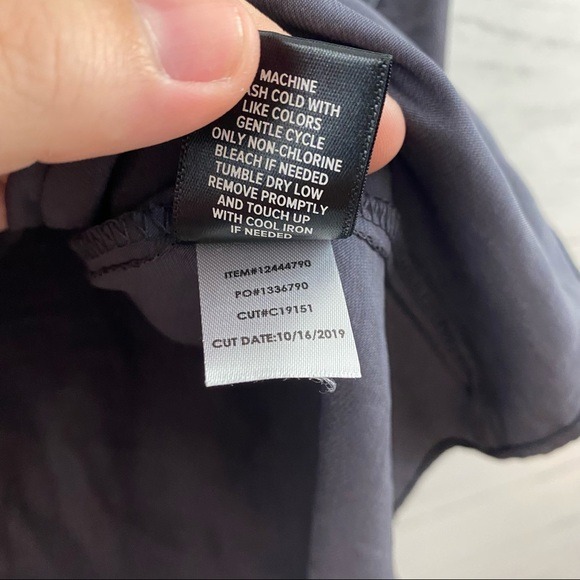 MACHINE
ASH COLD WITH
LIKE COLORS
GENTLE CYCLE
ONLY NON-CHLORINE
BLEACH IF NEEDED
TUMBLE DRY LOW
REMOVE PROMPTLY
AND TOUCH UP
WITH COOL IRON
IF NEEDED
ITEM#12444790
PO#1336790
CUT#C19151
CUT DATE:10/16/2019